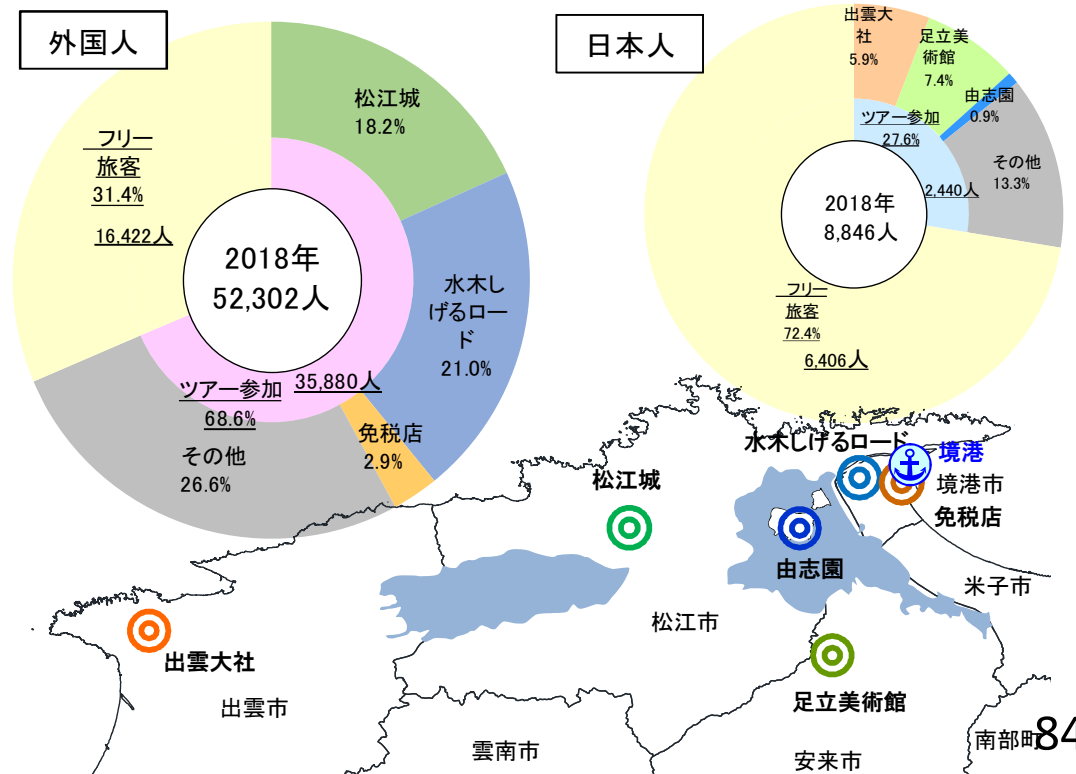 外国人
松江城
18.2%
水木し
げるロー
ド
21.0%
免税店
2.9%
その他
26.6%
フリー
旅客
31.4%
16,422人
ツアー参加
68.6%
35,880人
2018年
52,302人
日本人
出雲大
社
5.9%
足立美
術館
7.4%
由志園
0.9%
その他
13.3%
ツアー参加
27.6%
2,440人
2018年
8,846人
フリー
旅客
72.4%
6,406人
水木しげるロード
境港
境港市
免税店
松江城
由志園
米子市
松江市
出雲大社
出雲市
足立美術館
雲南市
安来市
南部町
84